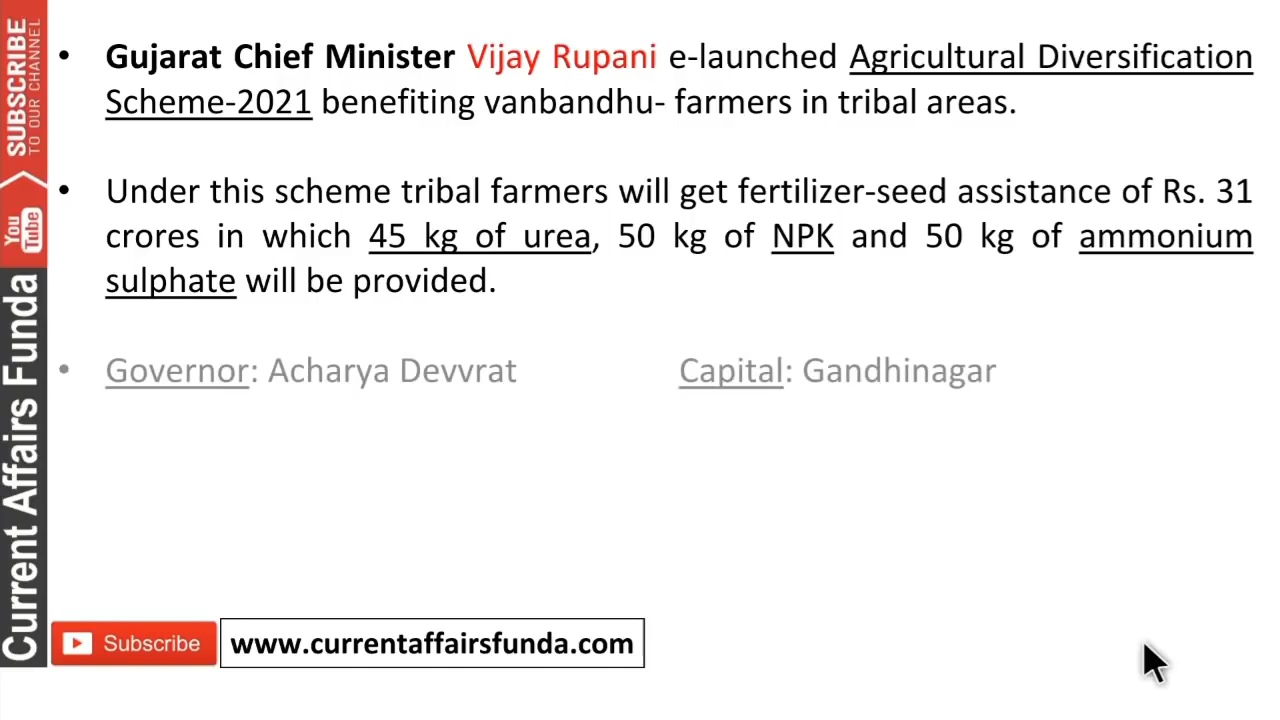 SUBSCRIBE
TO OUR CHANNEL
You
Tube
Current Affairs Funda
• Gujarat Chief Minister Vijay Rupani e-launched Agricultural Diversification
Scheme-2021 benefiting vanbandhu- farmers in tribal areas.
• Under this scheme tribal farmers will get fertilizer-seed assistance of Rs. 31
crores in which 45 kg of urea, 50 kg of NPK and 50 kg of ammonium
sulphate will be provided.
• Governor: Acharya Devvrat Capital: Gandhinagar
Subscribe www.currentaffairsfunda.com